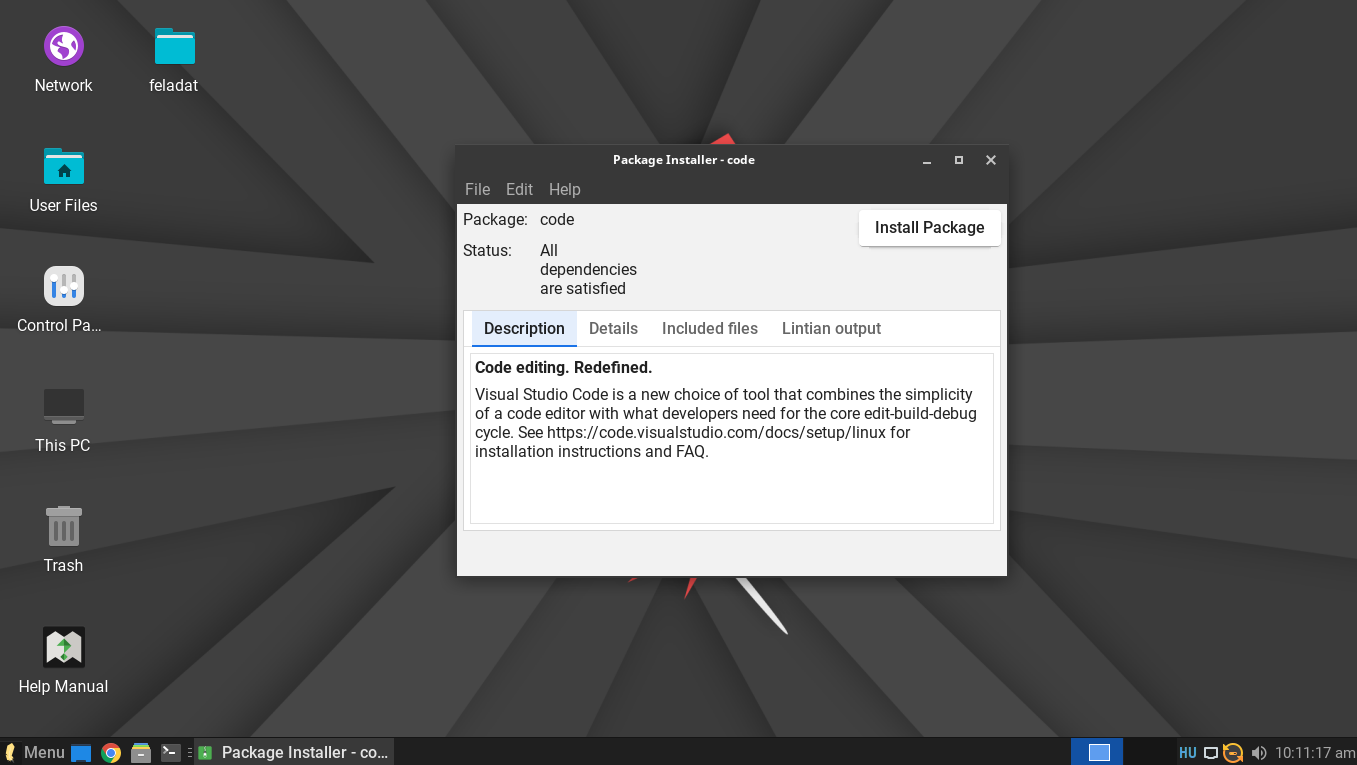 Network
feladat
User Files
Control Pa...
This PC
Trash
Help Manual
Package Installer - code
File Edit Help
Package: code
Install Package
Status: All
dependencies
are satisfied
Description Details Included files Lintian output
Code editing. Redefined.
Visual Studio Code is a new choice of tool that combines the simplicity
of a code editor with what developers need for the core edit-build-debug
cycle. See https://code.visualstudio.com/docs/setup/linux for
installation instructions and FAQ.
Menu Package Installer - co... HU 10:11:17 am